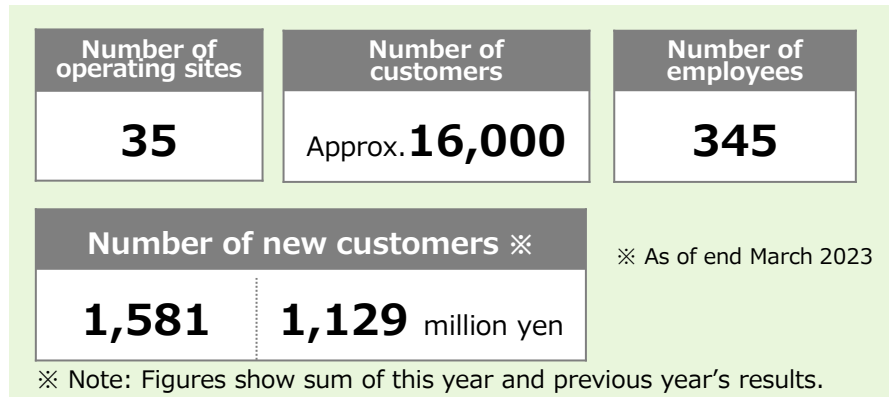 Number of
operating sites
35
Number of
customers
Approx.16,000
Number of
employees
345
Number of new customers ※
1,581
1,129 million yen
※ As of end March 2023
※ Note: Figures show sum of this year and previous year’s results.